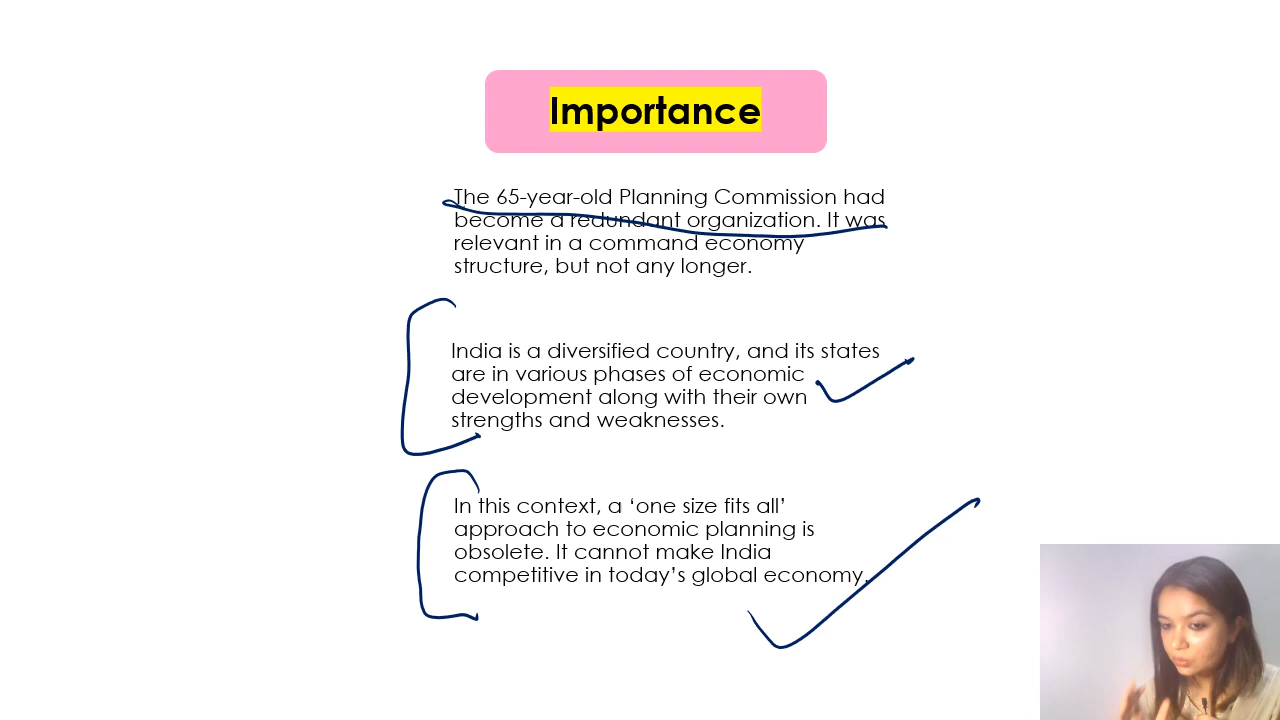 Importance
The 65-year-old Planning Commission had
become a redundant organization. It was
relevant in a command economy
structure, but not any longer.
India is a diversified country, and its states
are in various phases of economic
development along with their own
strengths and weaknesses.
In this context, a ‘one size fits all’
approach to economic planning is
obsolete. It cannot make India
competitive in today’s global economy.